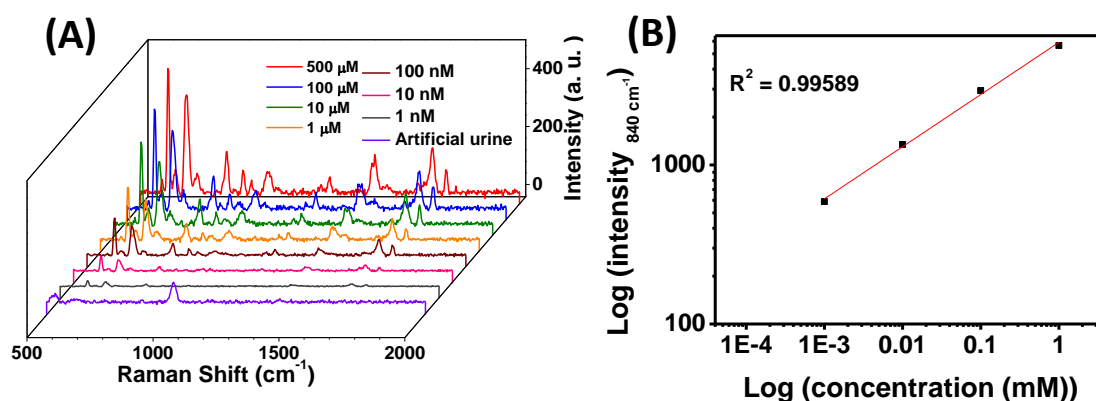 (A)
500 μM
100 μM
10 μM
1 μM
100 nM
10 nM
1 nM
Artificial urine
400
200
0
Intensity (a. u. )
500
1000
1500
2000
Raman Shift (cm-1)
(B)
R2 = 0.99589
1000
100
Log (intensity 840 cm-1)
1E-4 1E-3 0.01 0.1 1
Log (concentration (mM))